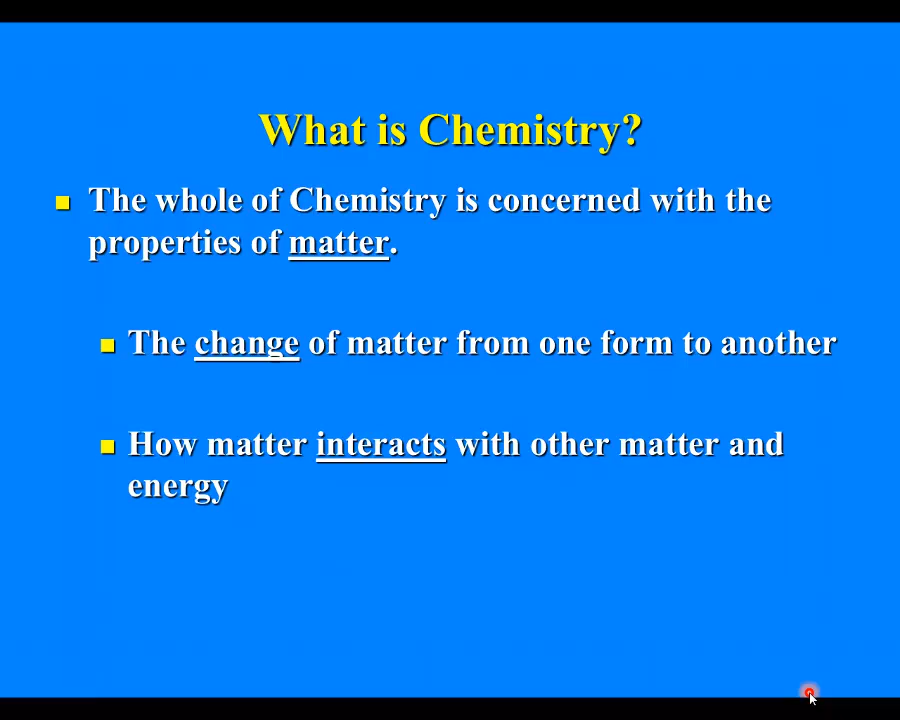 What is Chemistry?
The whole of Chemistry is concerned with the
properties of matter.
The change of matter from one form to another
How matter interacts with other matter and
energy